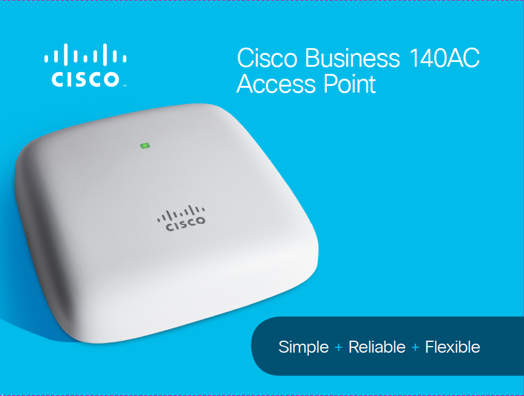 CISCO
Cisco Business 140AC
Access Point
CISCO
Simple + Reliable + Flexible